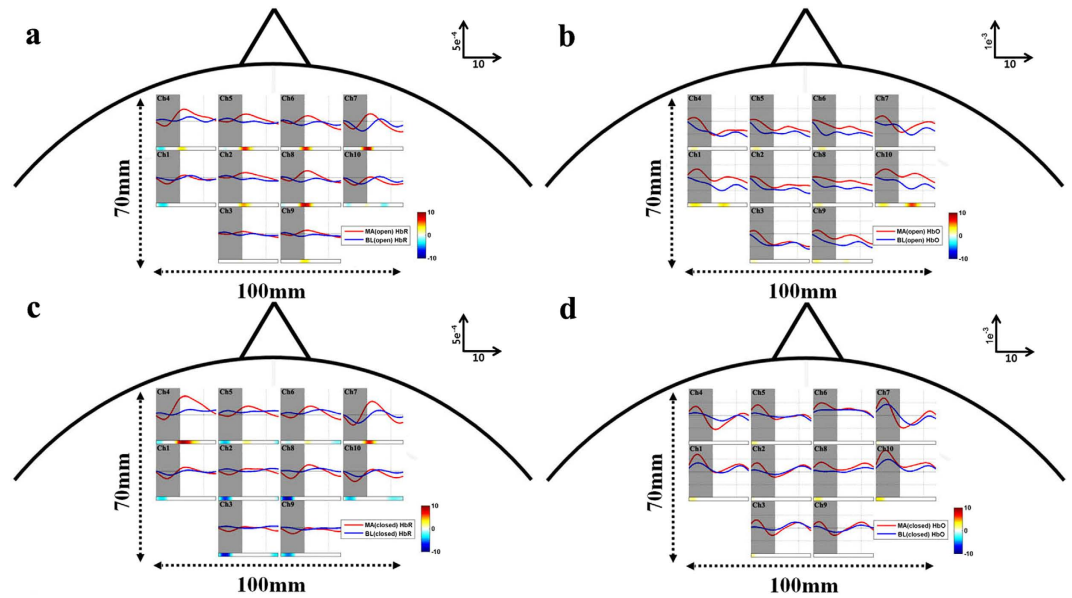 a
5e⁻⁴
10
Ch4 Ch5 Ch6 Ch7
Ch1 Ch2 Ch8 Ch10
Ch3 Ch9
70mm
10
-10
MA(open) HbR
BL(open) HbR
100mm
b
1e⁻³
10
Ch4 Ch5 Ch6 Ch7
Ch1 Ch2 Ch8 Ch10
Ch3 Ch9
70mm
10
-10
MA(open) HbO
BL(open) HbO
100mm
c
5e⁻⁴
10
Ch4 Ch5 Ch6 Ch7
Ch1 Ch2 Ch8 Ch10
Ch3 Ch9
70mm
10
0
-10
MA(closed) HbR
BL(closed) HbR
100mm
d
1e⁻³
10
Ch4 Ch5 Ch6 Ch7
Ch1 Ch2 Ch8 Ch10
Ch3 Ch9
70mm
10
0
-10
MA(closed) HbO
BL(closed) HbO
100mm